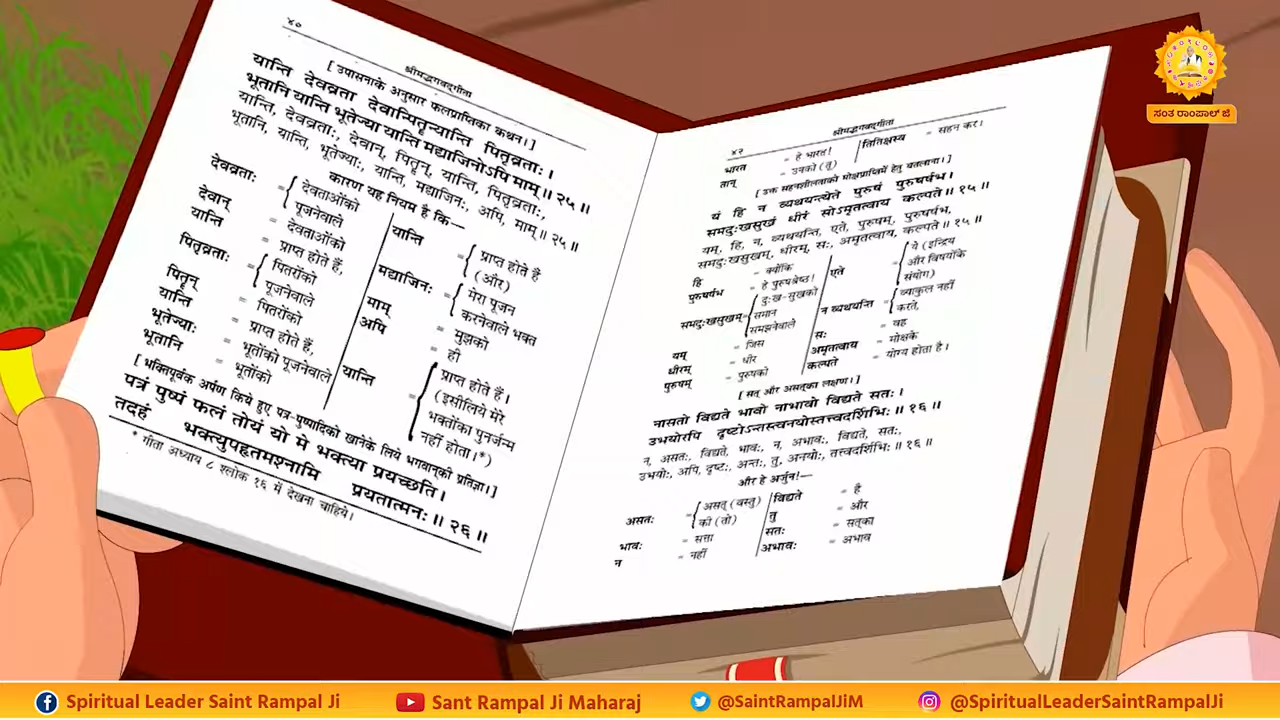 ४०
श्रीमद्भगवद्गीता
[ उपासनाके अनुसार फलप्राप्तिका कथन। ]
यान्ति देवव्रता देवान्पितॄन्यान्ति पितृव्रताः ।
भूतानि यान्ति भूतेज्या यान्ति मद्याजिनोऽपि माम् ॥ २५ ॥
यान्ति, देवव्रताः, देवान्, पितॄन्, यान्ति, पितृव्रताः,
भूतानि, यान्ति, भूतेज्याः, यान्ति, मद्याजिनः, अपि, माम् ॥ २५ ॥
कारण यह नियम है कि—
देवव्रताः = { देवताओंको पूजनेवाले
देवान् = देवताओंको
यान्ति = प्राप्त होते हैं,
पितृव्रताः = { पितरोंको पूजनेवाले
पितॄन् = पितरोंको
यान्ति = प्राप्त होते हैं,
भूतेज्याः = भूतोंको पूजनेवाले
भूतानि = भूतोंको
यान्ति = { प्राप्त होते हैं (और)
मद्याजिनः = { मेरा पूजन करनेवाले भक्त
माम् = मुझको
अपि = ही
यान्ति = { प्राप्त होते हैं। (इसीलिये मेरे भक्तोंका पुनर्जन्म नहीं होता।*)
[ भक्तिपूर्वक अर्पण किये हुए पत्र-पुष्पादिको खानेके लिये भगवान्‌की प्रतिज्ञा। ]
पत्रं पुष्पं फलं तोयं यो मे भक्त्या प्रयच्छति ।
तदहं भक्त्युपहृतमश्नामि प्रयतात्मनः ॥ २६ ॥
* गीता अध्याय ८ श्लोक १६ में देखना चाहिये।
४२
श्रीमद्भगवद्गीता
भारत = हे भारत!
तान् = उनको (तू)
तितिक्षस्व = सहन कर।
[ उक्त सहनशीलताको मोक्षप्राप्तिमें हेतु बतलाना। ]
यं हि न व्यथयन्त्येते पुरुषं पुरुषर्षभ ।
समदुःखसुखं धीरं सोऽमृतत्वाय कल्पते ॥ १५ ॥
यम्, हि, न, व्यथयन्ति, एते, पुरुषम्, पुरुषर्षभ,
समदुःखसुखम्, धीरम्, सः, अमृतत्वाय, कल्पते ॥ १५ ॥
हि = क्योंकि
पुरुषर्षभ = हे पुरुषश्रेष्ठ!
समदुःखसुखम् = { दुःख-सुखको समान समझनेवाले
यम् = जिस
धीरम् = धीर
पुरुषम् = पुरुषको
एते = { ये (इन्द्रिय और विषयोंके संयोग)
न व्यथयन्ति = { व्याकुल नहीं करते,
सः = वह
अमृतत्वाय = मोक्षके
कल्पते = योग्य होता है।
[ सत् और असत्‌का लक्षण। ]
नासतो विद्यते भावो नाभावो विद्यते सतः ।
उभयोरपि दृष्टोऽन्तस्त्वनयोस्तत्त्वदर्शिभिः ॥ १६ ॥
न, असतः, विद्यते, भावः, न, अभावः, विद्यते, सतः,
उभयोः, अपि, दृष्टः, अन्तः, तु, अनयोः, तत्त्वदर्शिभिः ॥ १६ ॥
और हे अर्जुन!—
असतः = { असत् (वस्तु) की (तो)
भावः = सत्ता
न = नहीं
विद्यते = है
तु = और
सतः = सत्‌का
अभावः = अभाव
ಸಂತ ರಾಂಪಾಲ್ ಜಿ
Spiritual Leader Saint Rampal Ji
Sant Rampal Ji Maharaj
@SaintRampalJiM
@SpiritualLeaderSaintRampalJi